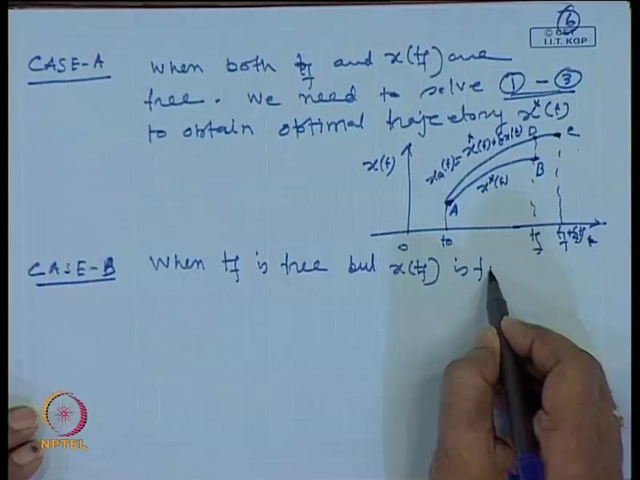 6
© CET
I.I.T. KGP
CASE-A When both tf and x(tf) are
free. We need to solve ① - ③
to obtain optimal trajectory x*(t)
x(t)
xa(t) = x*(t)+δx(t) D C
x*(t) B
A
0 t0 tf tf+δtf t
CASE-B When tf is free but x(tf) is f
NPTEL